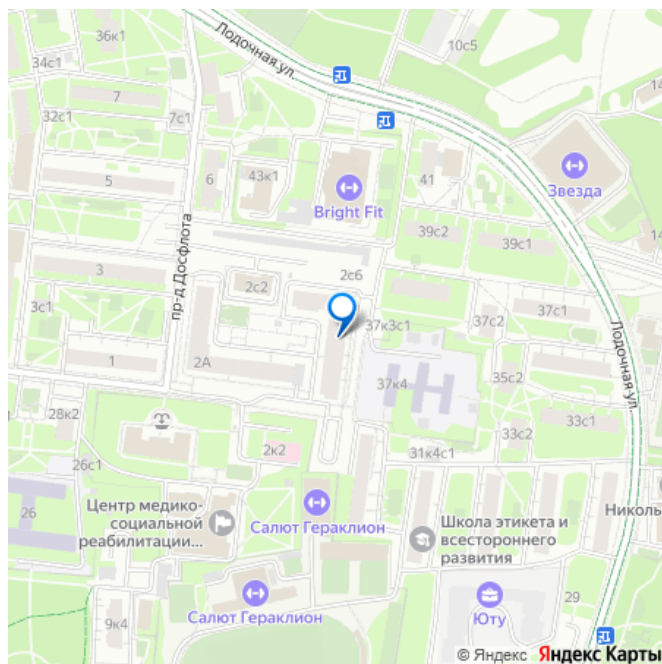 36к1
34с1
Лодочная ул.
10с5
14
7
32с1
7с1
5
6
43к1
Bright Fit
41
Звезда
39с2
39с1
14
3
пр-д Досфлота
2с2
2с6
3с1
37к3с1
37с2
37с1
Лодочная ул.
1
2А
37к4
35с2
28к2
33с2
33с1
26с1
2к2
31к4с1
26
Центр медико-
социальной
реабилитации...
Салют Гераклион
Школа этикета и
всестороннего
развития
Николь
9к4
Салют Гераклион
Юту
29
© Яндекс Яндекс Карты